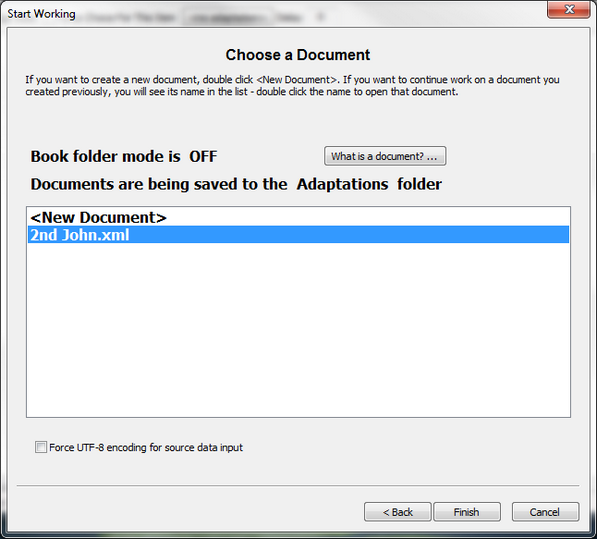 Start Working
Choose a Document
If you want to create a new document, double click <New Document>. If you want to continue work on a document you
created previously, you will see its name in the list - double click the name to open that document.
Book folder mode is OFF
What is a document? ...
Documents are being saved to the Adaptations folder
<New Document>
2nd John.xml
Force UTF-8 encoding for source data input
< Back
Finish
Cancel